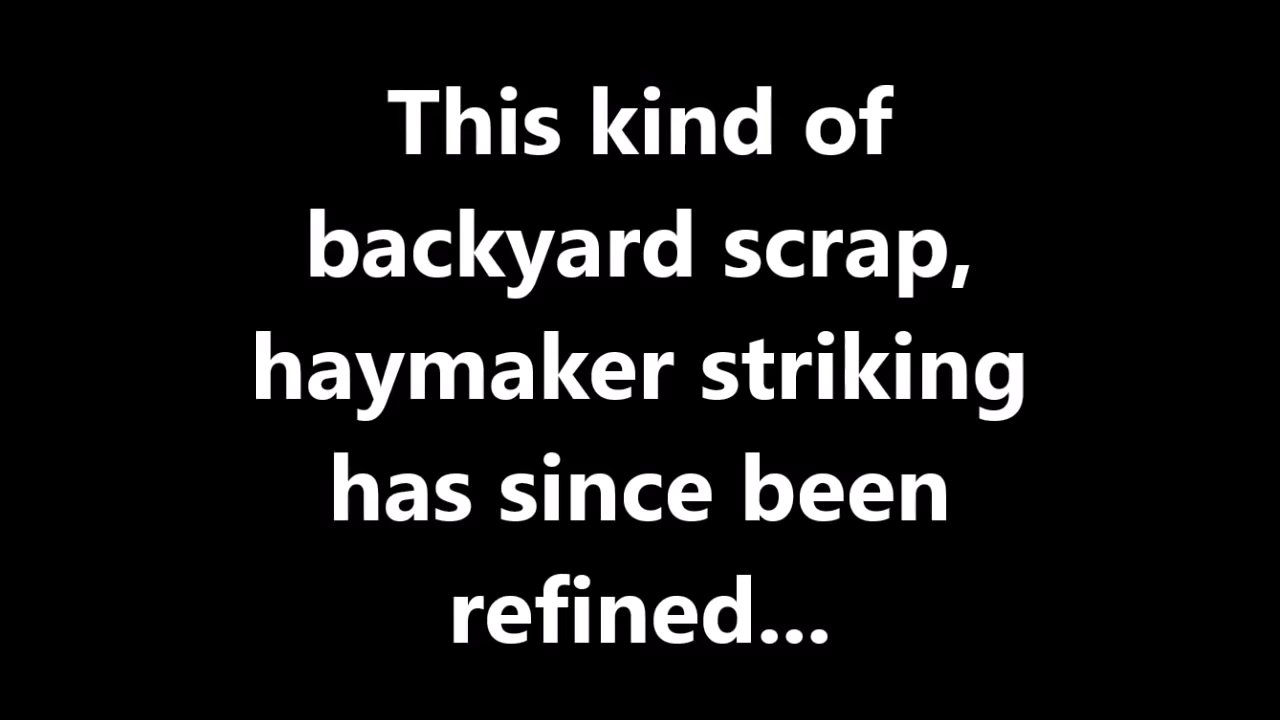 This kind of
backyard scrap,
haymaker striking
has since been
refined...